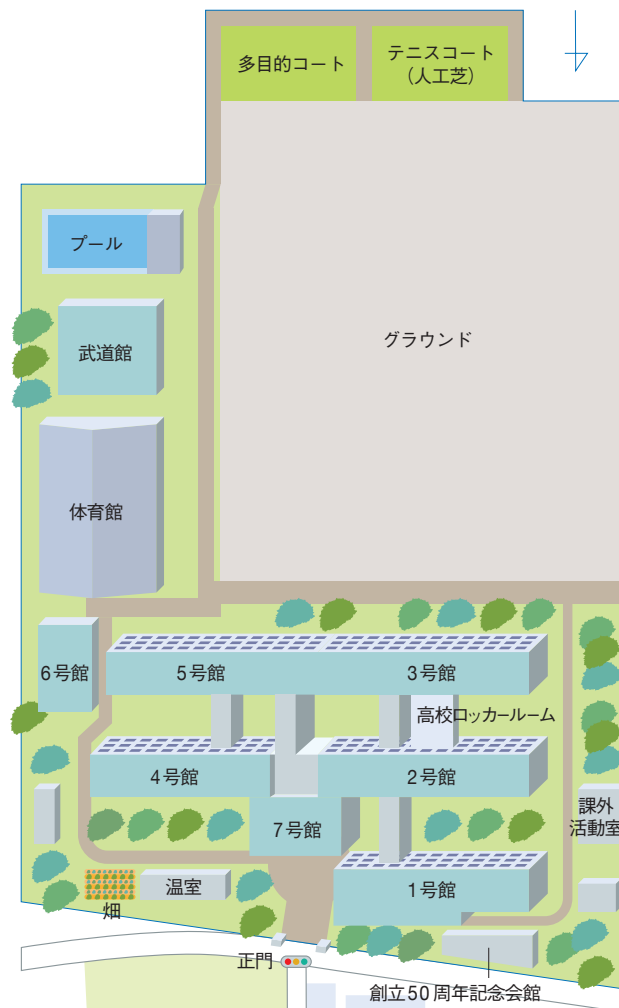 多目的コート
テニスコート
（人工芝）
プール
グラウンド
武道館
体育館
6号館
5号館
3号館
高校ロッカールーム
4号館
2号館
課外
活動室
7号館
温室
1号館
畑
正門
創立50周年記念会館